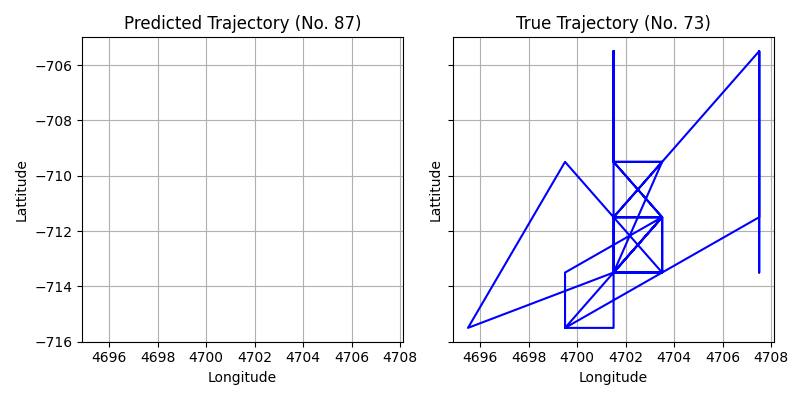 Predicted Trajectory (No. 87)
True Trajectory (No. 73)
Lattitude
−706
−708
−710
−712
−714
−716
4696 4698 4700 4702 4704 4706 4708
Longitude
Lattitude
4696 4698 4700 4702 4704 4706 4708
Longitude